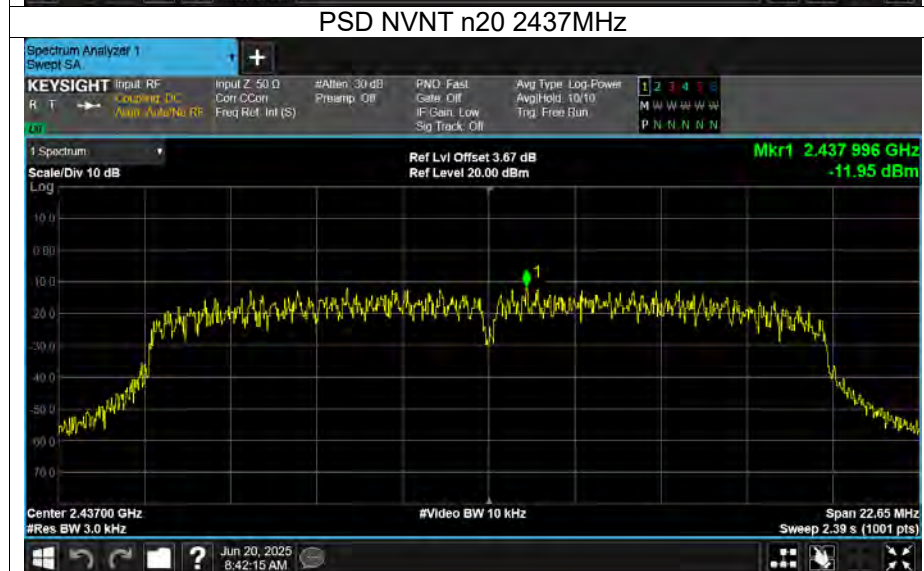 PSD NVNT n20 2437MHz
Spectrum Analyzer 1
Swept SA
+
KEYSIGHT Input: RF Input Z: 50 Ω #Atten: 30 dB PNO: Fast Avg Type: Log-Power 1 2 3 4 5 6
R T Coupling: DC Corr CCorr Preamp: Off Gate: Off Avg|Hold: 10/10 M W W W W W
Align: Auto/No RF Freq Ref: Int (S) IF Gain: Low Trig: Free Run
Sig Track: Off P N N N N N
1 Spectrum Ref Lvl Offset 3.67 dB Mkr1 2.437 996 GHz
Scale/Div 10 dB Ref Level 20.00 dBm -11.95 dBm
Log
10.0
0.00
1
-10.0
-20.0
-30.0
-40.0
-50.0
-60.0
-70.0
Center 2.43700 GHz #Video BW 10 kHz Span 22.65 MHz
#Res BW 3.0 kHz Sweep 2.39 s (1001 pts)
? Jun 20, 2025
8:42:15 AM